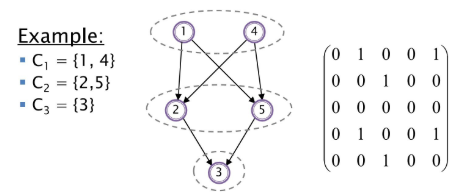 Example:
▪ C₁ = {1, 4}
▪ C₂ = {2,5}
▪ C₃ = {3}
1 4
2 5
3
0 1 0 0 1
0 0 1 0 0
0 0 0 0 0
0 1 0 0 1
0 0 1 0 0